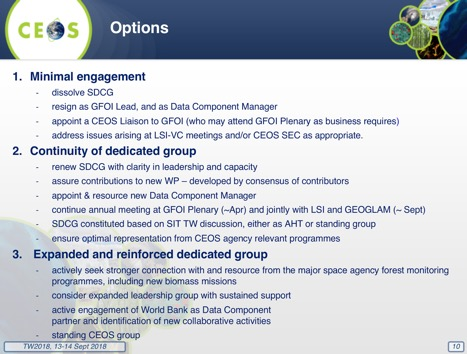 CEOS
Options
1. Minimal engagement
- dissolve SDCG
- resign as GFOI Lead, and as Data Component Manager
- appoint a CEOS Liaison to GFOI (who may attend GFOI Plenary as business requires)
- address issues arising at LSI-VC meetings and/or CEOS SEC as appropriate.
2. Continuity of dedicated group
- renew SDCG with clarity in leadership and capacity
- assure contributions to new WP – developed by consensus of contributors
- appoint & resource new Data Component Manager
- continue annual meeting at GFOI Plenary (~Apr) and jointly with LSI and GEOGLAM (~ Sept)
- SDCG constituted based on SIT TW discussion, either as AHT or standing group
- ensure optimal representation from CEOS agency relevant programmes
3. Expanded and reinforced dedicated group
- actively seek stronger connection with and resource from the major space agency forest monitoring
programmes, including new biomass missions
- consider expanded leadership group with sustained support
- active engagement of World Bank as Data Component
partner and identification of new collaborative activities
- standing CEOS group
TW2018, 13-14 Sept 2018
10